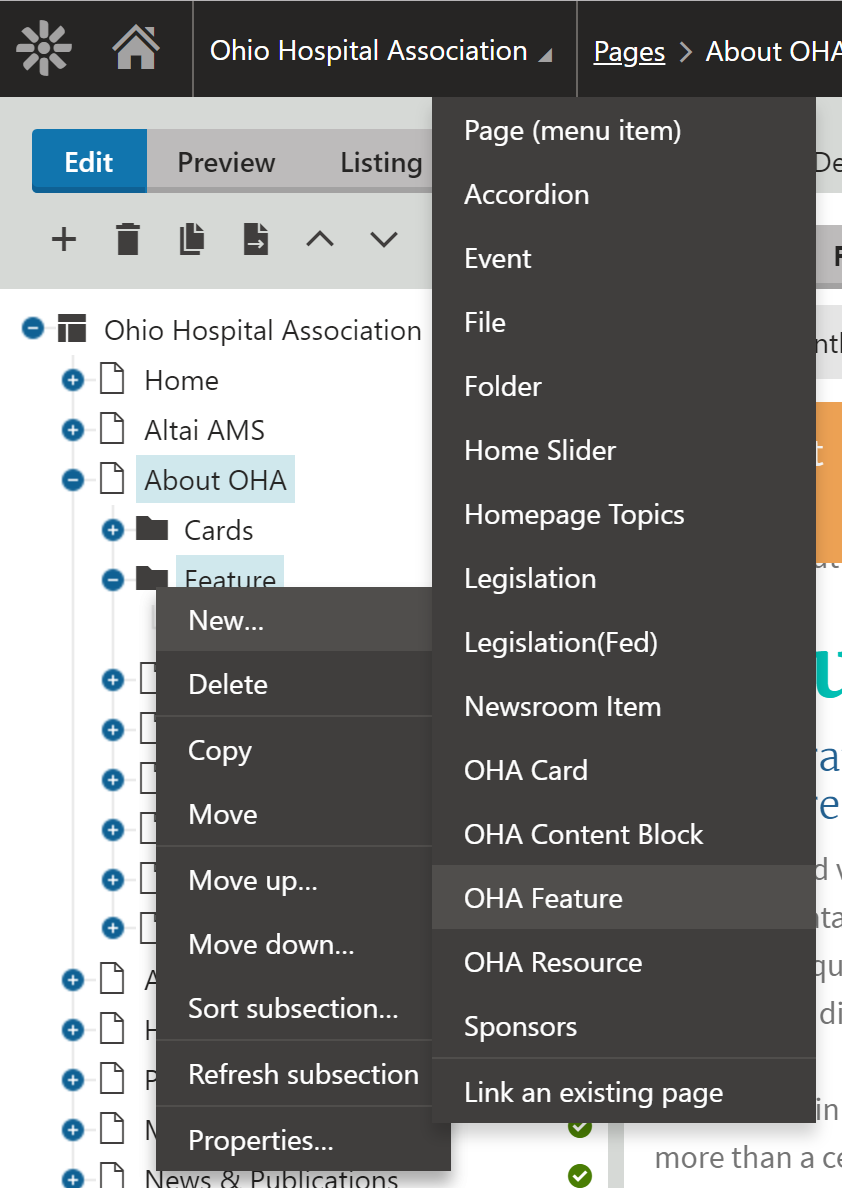 Ohio Hospital Association
Pages > About OHA
Edit
Preview
Listing
Page (menu item)
Accordion
Event
File
Folder
Home Slider
Homepage Topics
Legislation
Legislation(Fed)
Newsroom Item
OHA Card
OHA Content Block
OHA Feature
OHA Resource
Sponsors
Link an existing page
Ohio Hospital Association
Home
Altai AMS
About OHA
Cards
Feature
New...
Delete
Copy
Move
Move up...
Move down...
Sort subsection...
Refresh subsection
Properties...
News & Publications
more than a